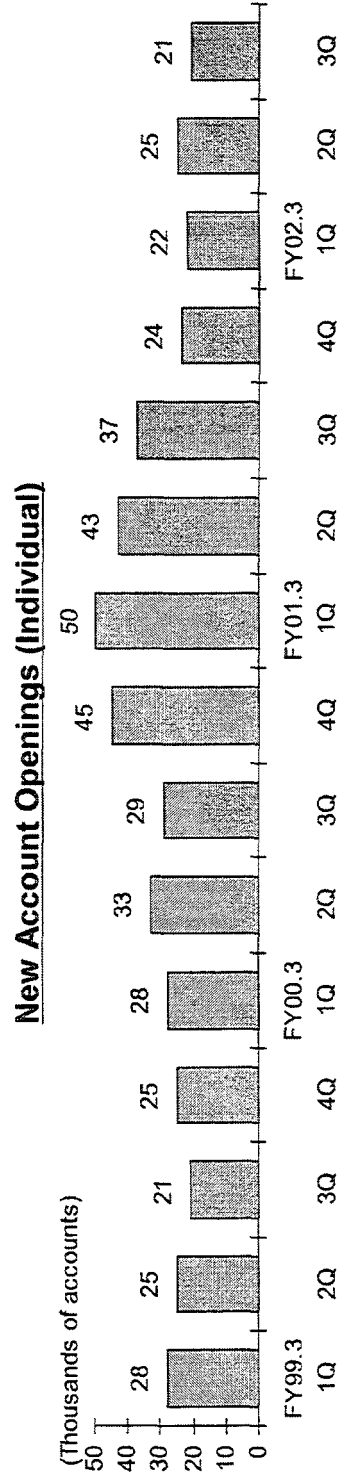 New Account Openings (Individual)
(Thousands of accounts)
50
40
30
20
10
0
28 25 21 25 28 33 29 45 50 43 37 24 22 25 21
FY99.3 FY00.3 FY01.3 FY02.3
1Q 2Q 3Q 4Q 1Q 2Q 3Q 4Q 1Q 2Q 3Q 4Q 1Q 2Q 3Q